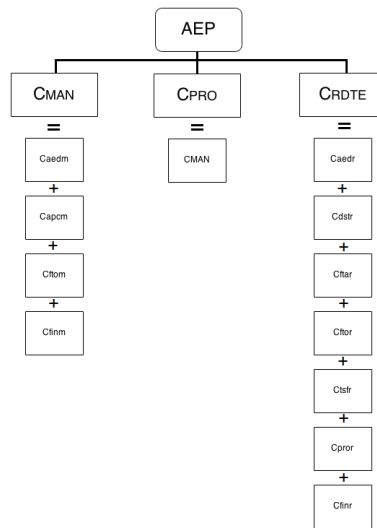 AEP
CMAN
CPRO
CRDTE
=
=
=
Caedm
CMAN
Caedr
+
+
Capcm
Cdstr
+
+
Cftom
Cftar
+
+
Cfinm
Cftor
+
Ctsfr
+
Cpror
+
Cfinr